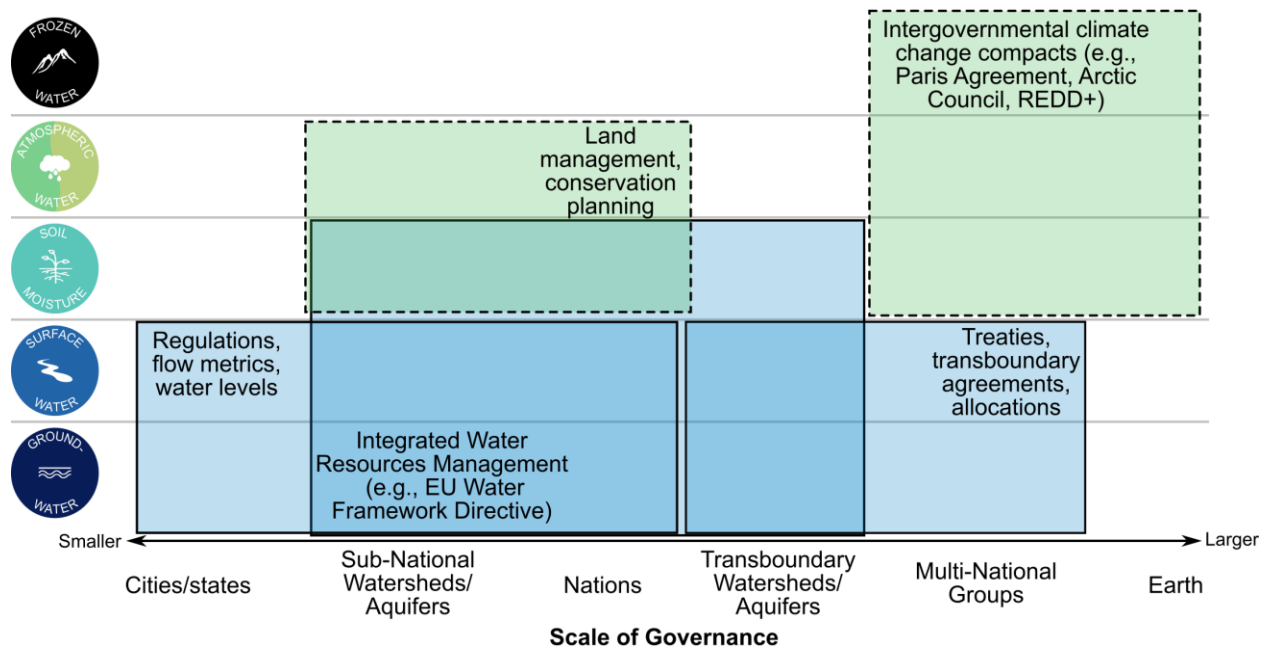 FROZEN
WATER
Intergovernmental climate
change compacts (e.g.,
Paris Agreement, Arctic
Council, REDD+)
ATMOSPHERIC
WATER
Land
management,
conservation
planning
SOIL
MOISTURE
SURFACE
WATER
Regulations,
flow metrics,
water levels
Treaties,
transboundary
agreements,
allocations
GROUND-
WATER
Integrated Water
Resources Management
(e.g., EU Water
Framework Directive)
Smaller
Larger
Cities/states
Sub-National
Watersheds/
Aquifers
Nations
Transboundary
Watersheds/
Aquifers
Multi-National
Groups
Earth
Scale of Governance